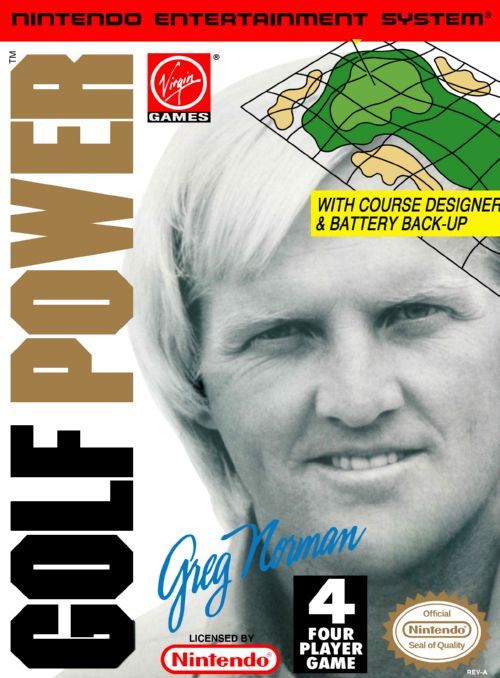 NINTENDO ENTERTAINMENT SYSTEM®
™
GOLF POWER
Virgin®
GAMES
WITH COURSE DESIGNER
& BATTERY BACK-UP
Greg Norman
LICENSED BY
Nintendo®
4
FOUR
PLAYER
GAME
Official
Nintendo®
Seal of Quality
REV-A